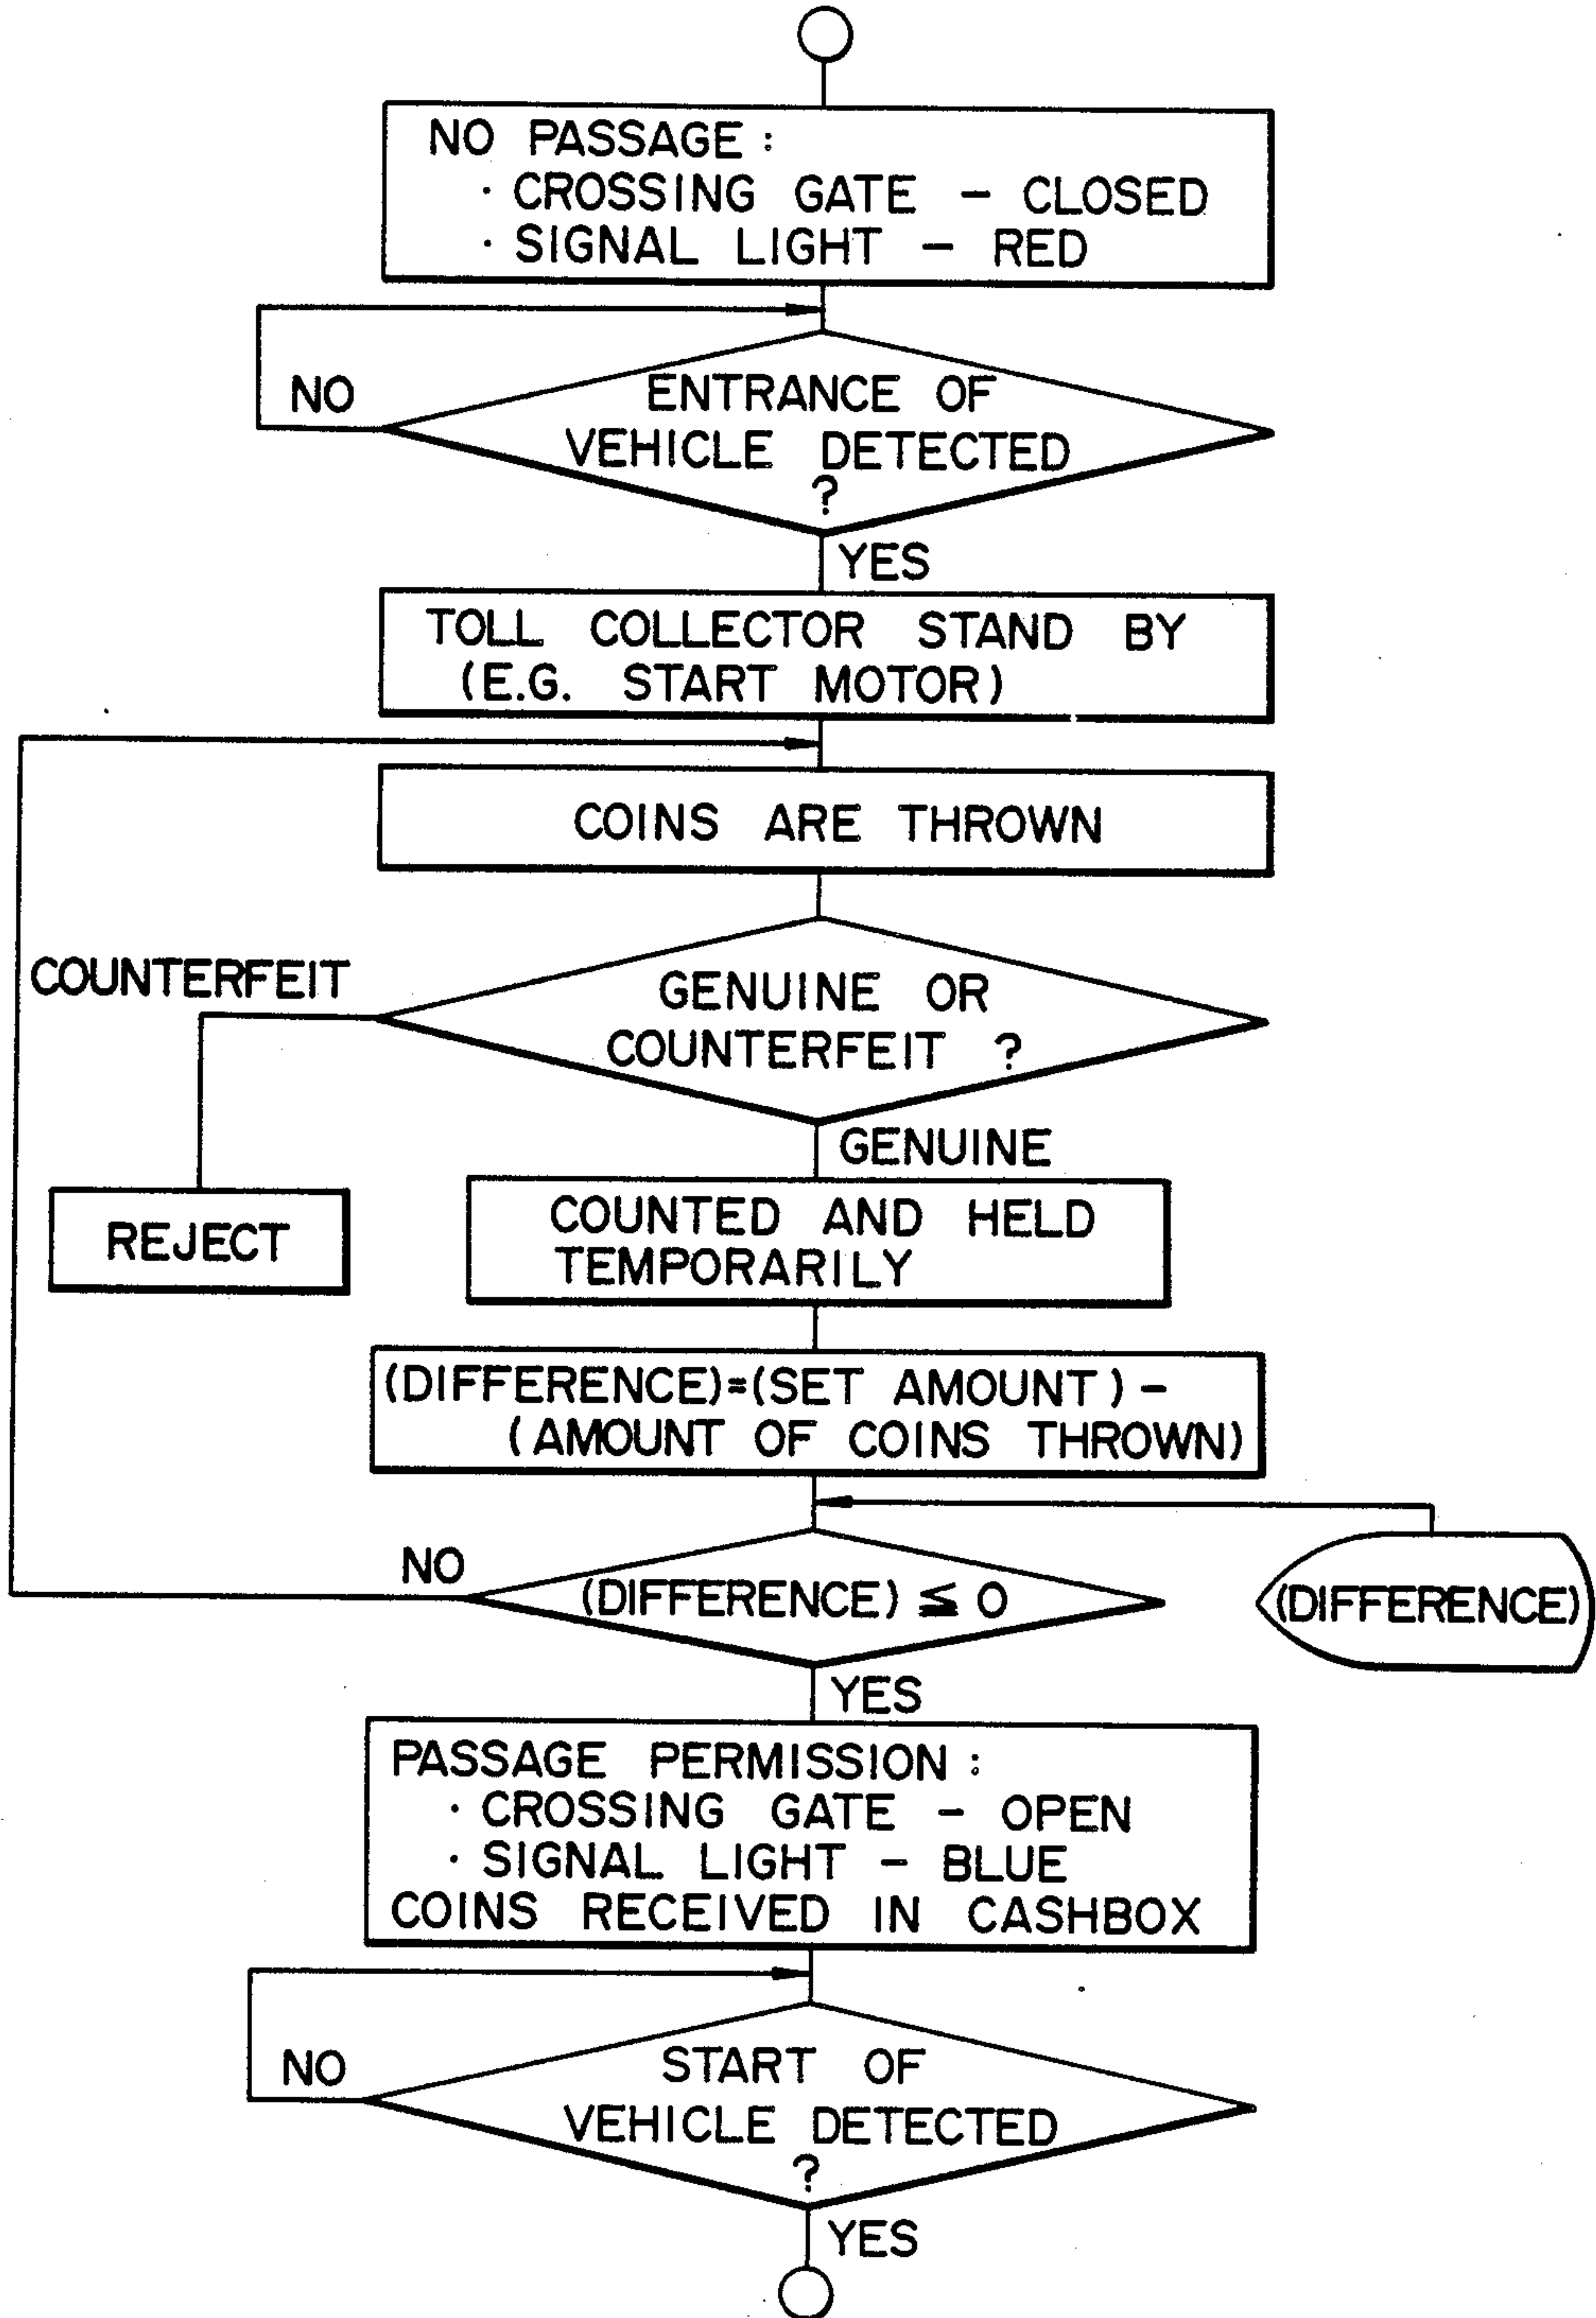 NO PASSAGE :
· CROSSING GATE – CLOSED
· SIGNAL LIGHT – RED
NO
ENTRANCE OF
VEHICLE DETECTED
?
YES
TOLL COLLECTOR STAND BY
(E.G. START MOTOR)
COINS ARE THROWN
COUNTERFEIT
GENUINE OR
COUNTERFEIT ?
GENUINE
REJECT
COUNTED AND HELD
TEMPORARILY
(DIFFERENCE)=(SET AMOUNT) –
(AMOUNT OF COINS THROWN)
NO
(DIFFERENCE) ≦ 0
(DIFFERENCE)
YES
PASSAGE PERMISSION :
· CROSSING GATE – OPEN
· SIGNAL LIGHT – BLUE
COINS RECEIVED IN CASHBOX
NO
START OF
VEHICLE DETECTED
?
YES